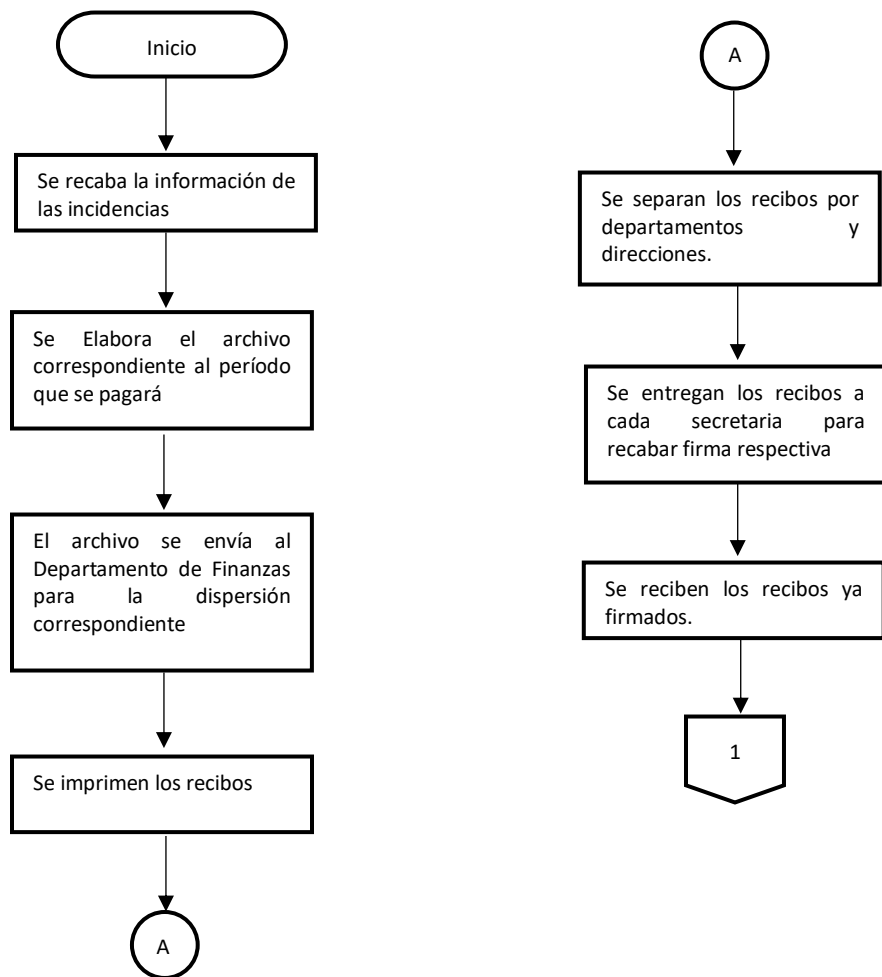 Inicio
Se recaba la información de
las incidencias
Se Elabora el archivo
correspondiente al período
que se pagará
El archivo se envía al
Departamento de Finanzas
para la dispersión
correspondiente
Se imprimen los recibos
A
A
Se separan los recibos por
departamentos y
direcciones.
Se entregan los recibos a
cada secretaria para
recabar firma respectiva
Se reciben los recibos ya
firmados.
1